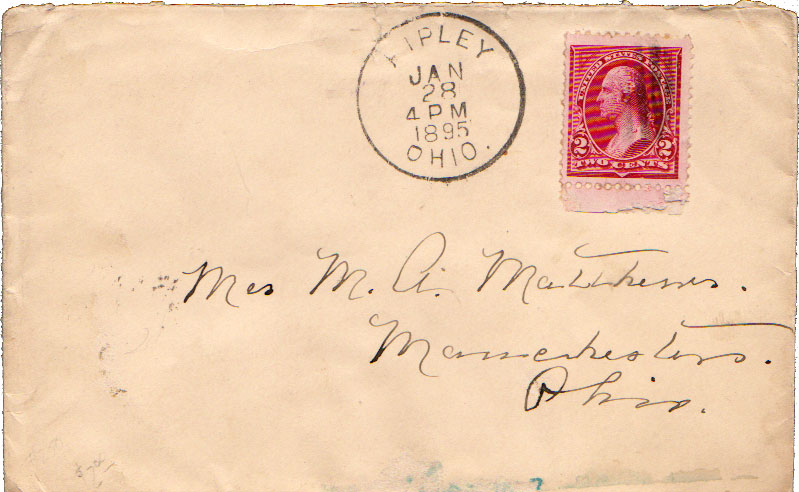 RIPLEY
JAN
28
4 PM
1895
OHIO.
UNITED STATES POSTAGE
2 2
TWO CENTS
Mrs M. A. Matthews.
Manchester.
Ohio.